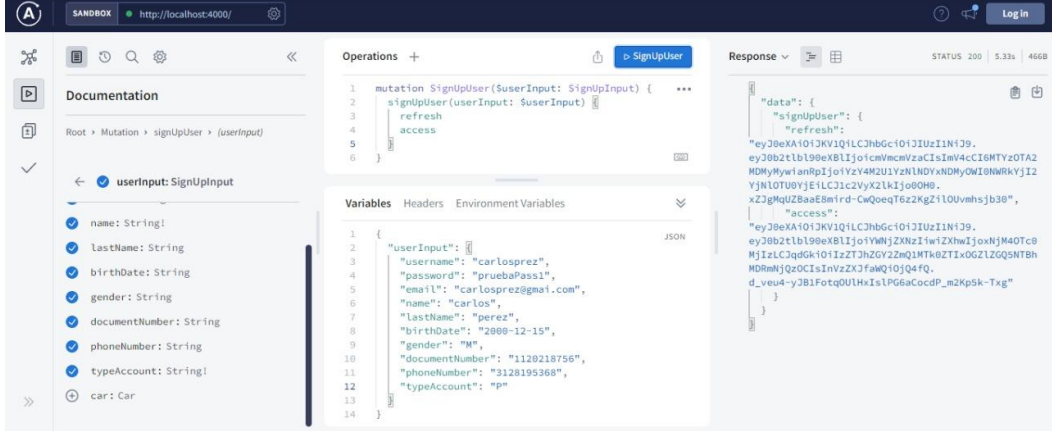 SANDBOX http://localhost:4000/
Log in
Documentation
Root › Mutation › signUpUser › (userInput)
userInput: SignUpInput
name: String!
lastName: String
birthDate: String
gender: String
documentNumber: String
phoneNumber: String
typeAccount: String!
car: Car
Operations
SignUpUser
1 mutation SignUpUser($userInput: SignUpInput) {
2 signUpUser(userInput: $userInput) {
3 refresh
4 access
5 }
6 }
Variables Headers Environment Variables
JSON
1 {
2 "userInput": {
3 "username": "carlosprez",
4 "password": "pruebaPass1",
5 "email": "carlosprez@gmai.com",
6 "name": "carlos",
7 "lastName": "perez",
8 "birthDate": "2000-12-15",
9 "gender": "M",
10 "documentNumber": "1120218756",
11 "phoneNumber": "3128195368",
12 "typeAccount": "P"
13 }
14 }
Response
STATUS 200 5.33s 466B
{
"data": {
"signUpUser": {
"refresh":
"eyJ0eXAiOiJKV1QiLCJhbGciOiJIUzI1NiJ9.
"access":
"eyJ0eXAiOiJKV1QiLCJhbGciOiJIUzI1NiJ9.
}
}
}